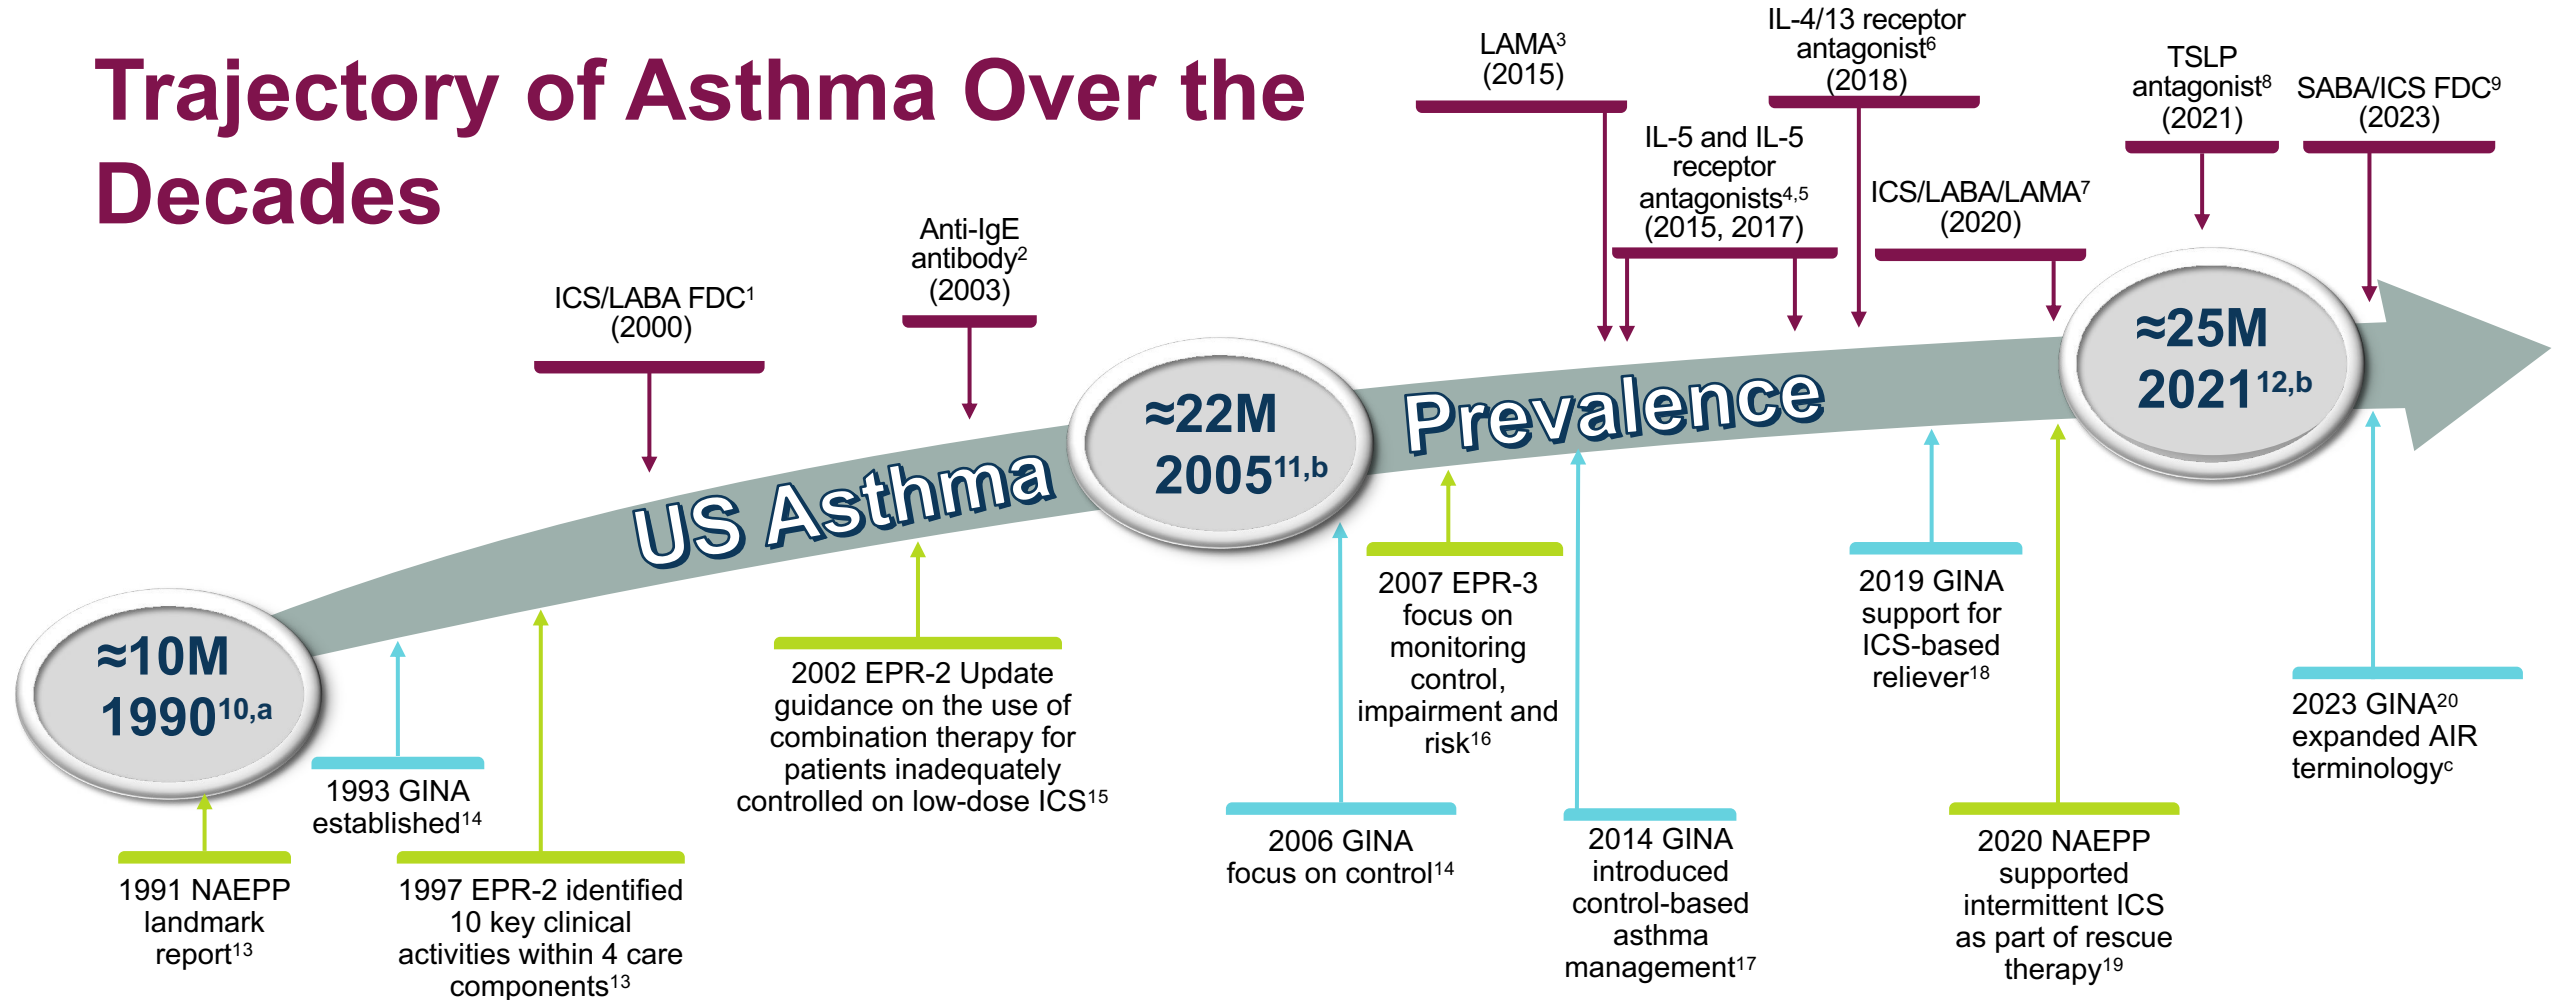 Trajectory of Asthma Over the
Decades
ICS/LABA FDC¹
(2000)
Anti-IgE
antibody²
(2003)
LAMA³
(2015)
IL-5 and IL-5
receptor
antagonists⁴,⁵
(2015, 2017)
IL-4/13 receptor
antagonist⁶
(2018)
ICS/LABA/LAMA⁷
(2020)
TSLP
antagonist⁸
(2021)
SABA/ICS FDC⁹
(2023)
≈10M
1990¹⁰,ᵃ
US Asthma
≈22M
2005¹¹,ᵇ
Prevalence
≈25M
2021¹²,ᵇ
1991 NAEPP
landmark
report¹³
1993 GINA
established¹⁴
1997 EPR-2 identified
10 key clinical
activities within 4 care
components¹³
2002 EPR-2 Update
guidance on the use of
combination therapy for
patients inadequately
controlled on low-dose ICS¹⁵
2006 GINA
focus on control¹⁴
2007 EPR-3
focus on
monitoring
control,
impairment and
risk¹⁶
2014 GINA
introduced
control-based
asthma
management¹⁷
2019 GINA
support for
ICS-based
reliever¹⁸
2020 NAEPP
supported
intermittent ICS
as part of rescue
therapy¹⁹
2023 GINA²⁰
expanded AIR
terminologyᶜ